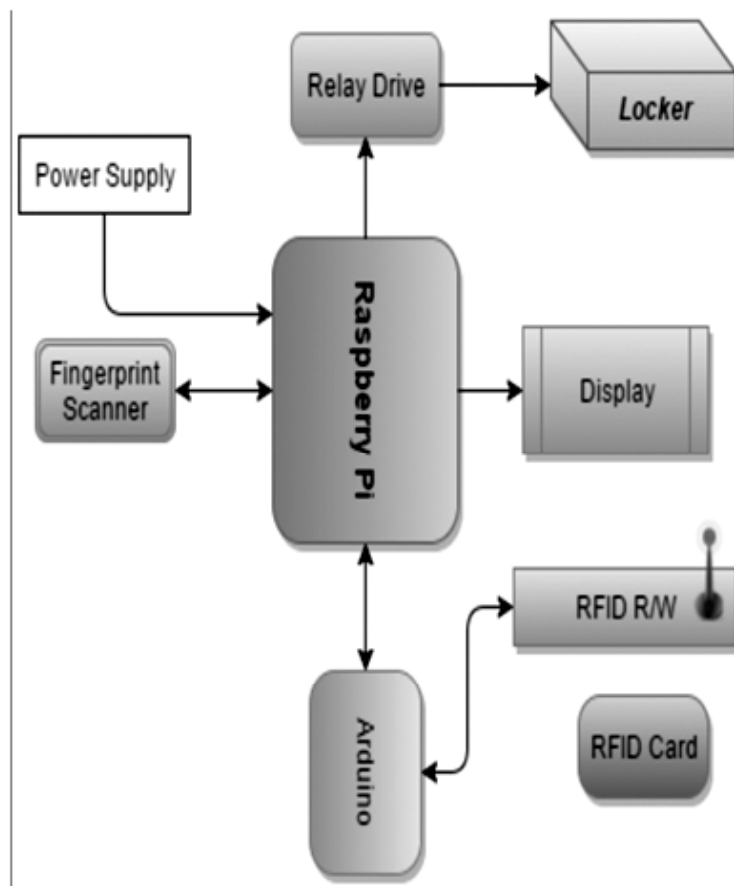 Relay Drive
Locker
Power Supply
Raspberry Pi
Fingerprint
Scanner
Display
RFID R/W
Arduino
RFID Card